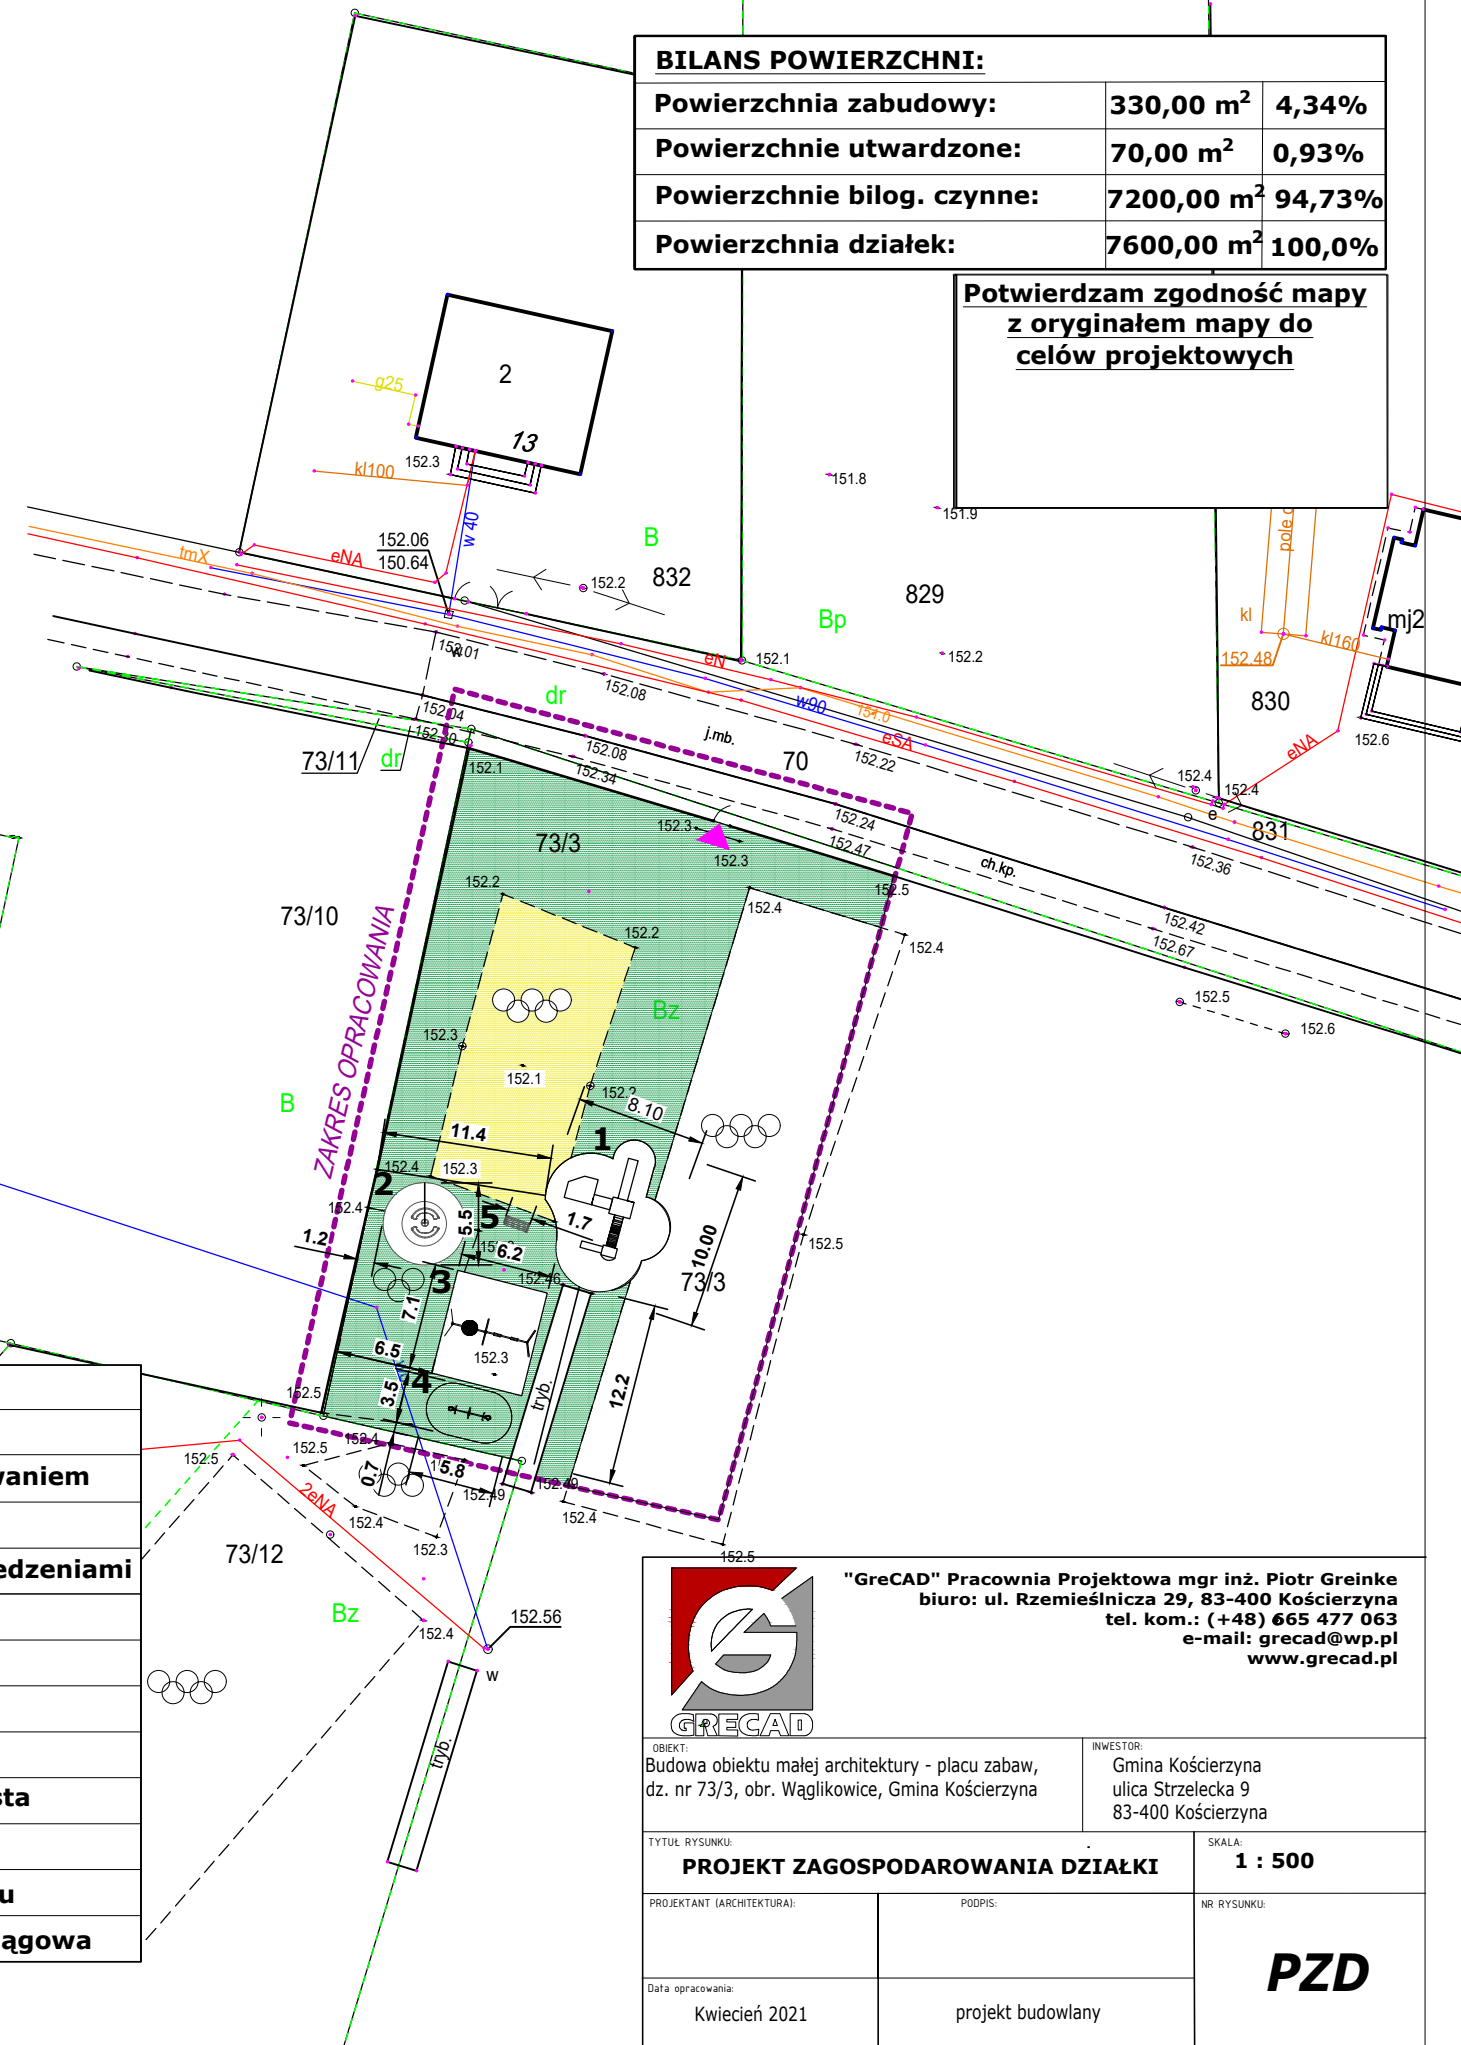 BILANS POWIERZCHNI:
Powierzchnia zabudowy: 330,00 m² 4,34%
Powierzchnie utwardzone: 70,00 m² 0,93%
Powierzchnie bilog. czynne: 7200,00 m² 94,73%
Powierzchnia działek: 7600,00 m² 100,0%
Potwierdzam zgodność mapy
z oryginałem mapy do
celów projektowych
2
g25
13
152.3
kl100
w 40
151.8
151.9
pole
tmX
eNA
152.06
150.64
B
832
152.2
829
Bp
kl
kl160
mj2
152.48
830
152.01
w
eN
152.1
152.2
152.08
dr
w90
151.0
eSA
152.6
eNA
152.04
j.mb.
152.08
70
152.22
73/11
dr
152.1
152.34
152.4
152.4
e
831
73/3
152.3
152.3
152.24
152.47
ch.kp.
152.36
152.2
152.5
152.4
73/10
152.2
152.4
152.42
152.67
ZAKRES OPRACOWANIA
Bz
152.5
152.6
152.3
152.1
B
8.10
11.4
1
152.4
152.3
2
152.4
5.5
5
1.7
1.2
6.2
10.00
152.5
3
152.46
73/3
7.1
6.5
152.3
12.2
4
3.5
tryb.
152.5
152.4
152.5
152.5
0.7
5.8
152.49
152.49
152.4
2eNA
152.4
152.3
152.5
73/12
Bz
152.4
152.56
w
tryb.
waniem
edzeniami
sta
u
ągowa
"GreCAD" Pracownia Projektowa mgr inż. Piotr Greinke
biuro: ul. Rzemieślnicza 29, 83-400 Kościerzyna
tel. kom.: (+48) 665 477 063
e-mail: grecad@wp.pl
www.grecad.pl
GRECAD
OBIEKT:
Budowa obiektu małej architektury - placu zabaw,
dz. nr 73/3, obr. Wąglikowice, Gmina Kościerzyna
INWESTOR:
Gmina Kościerzyna
ulica Strzelecka 9
83-400 Kościerzyna
TYTUŁ RYSUNKU:
PROJEKT ZAGOSPODAROWANIA DZIAŁKI
SKALA:
1 : 500
PROJEKTANT (ARCHITEKTURA):
PODPIS:
NR RYSUNKU:
PZD
Data opracowania:
Kwiecień 2021
projekt budowlany